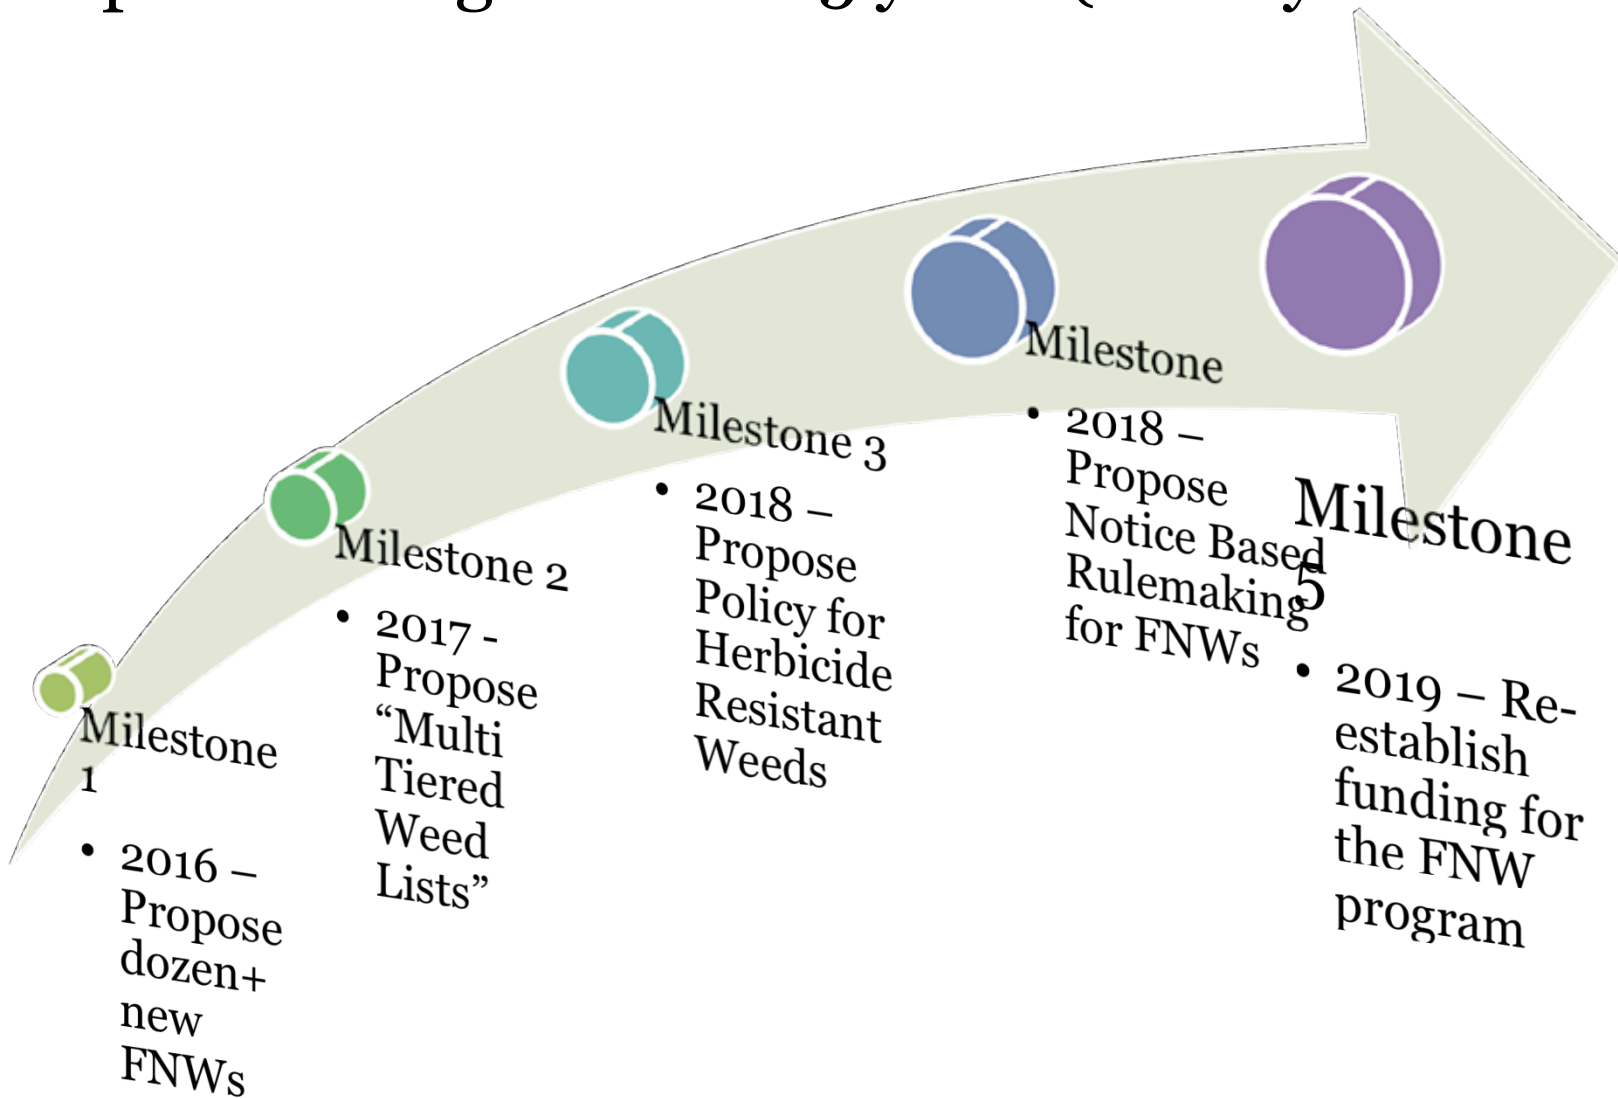 Milestone
1
• 2016 –
Propose
dozen+
new
FNWs
Milestone 2
• 2017 -
Propose
“Multi
Tiered
Weed
Lists”
Milestone 3
• 2018 –
Propose
Policy for
Herbicide
Resistant
Weeds
Milestone
• 2018 –
Propose
Notice Based
Rulemaking
for FNWs
Milestone
5
• 2019 – Re-
establish
funding for
the FNW
program